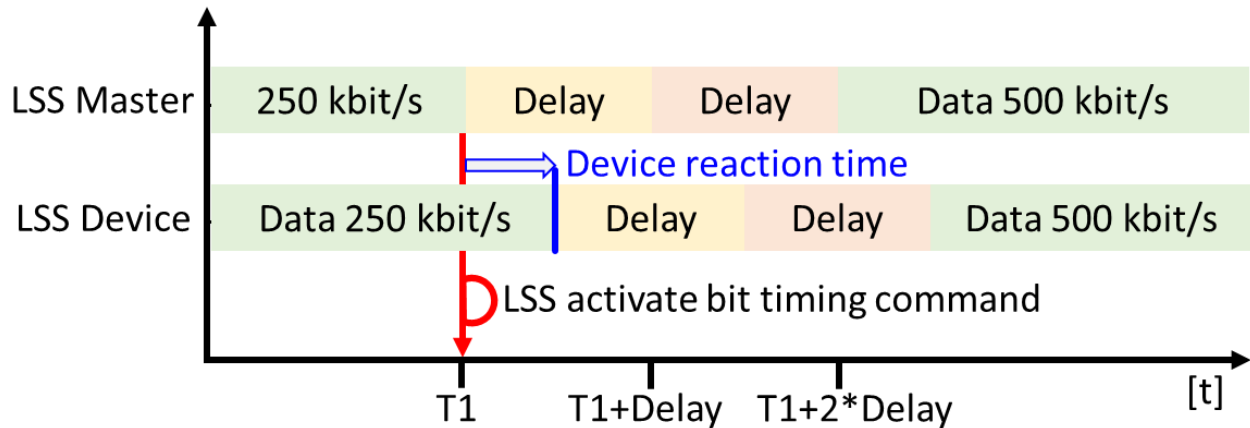 LSS Master
250 kbit/s
Delay
Delay
Data 500 kbit/s
Device reaction time
LSS Device
Data 250 kbit/s
Delay
Delay
Data 500 kbit/s
LSS activate bit timing command
T1
T1+Delay
T1+2*Delay
[t]